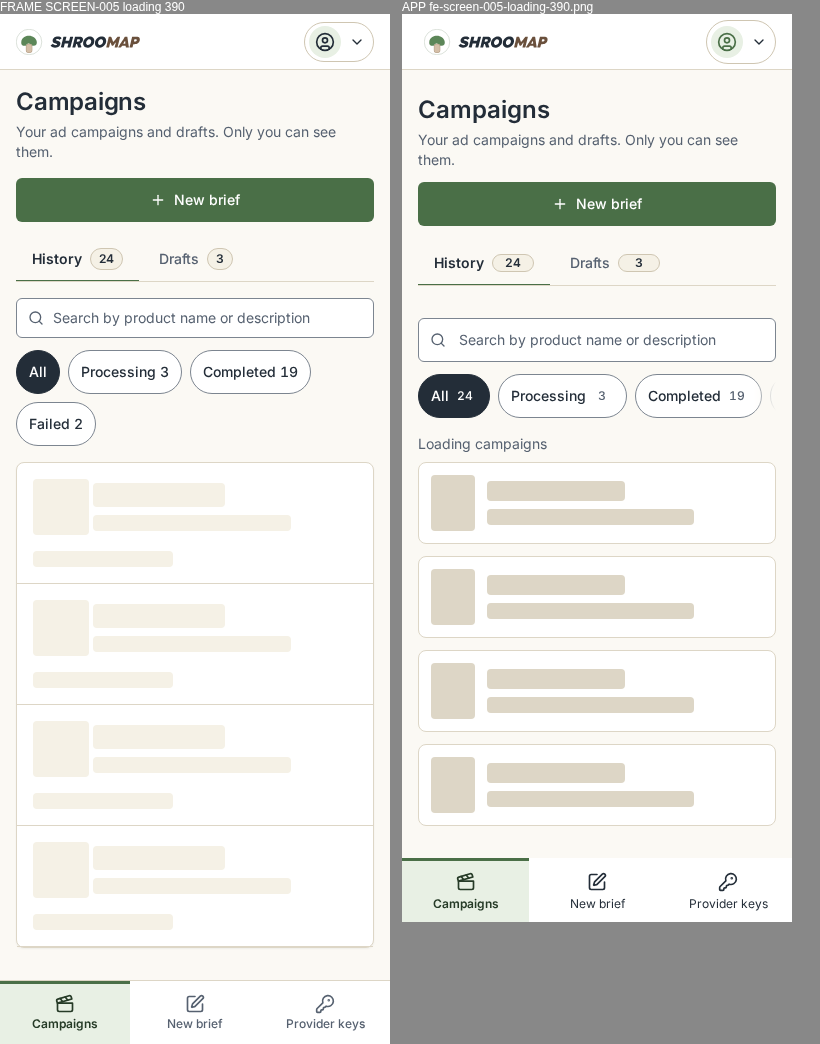 FRAME SCREEN-005 loading 390
SHROOMAP
Campaigns
Your ad campaigns and drafts. Only you can see
them.
New brief
History 24 Drafts 3
Search by product name or description
All Processing 3 Completed 19
Failed 2
Campaigns New brief Provider keys
APP fe-screen-005-loading-390.png
SHROOMAP
Campaigns
Your ad campaigns and drafts. Only you can see
them.
New brief
History 24 Drafts 3
Search by product name or description
All 24 Processing 3 Completed 19
Loading campaigns
Campaigns New brief Provider keys